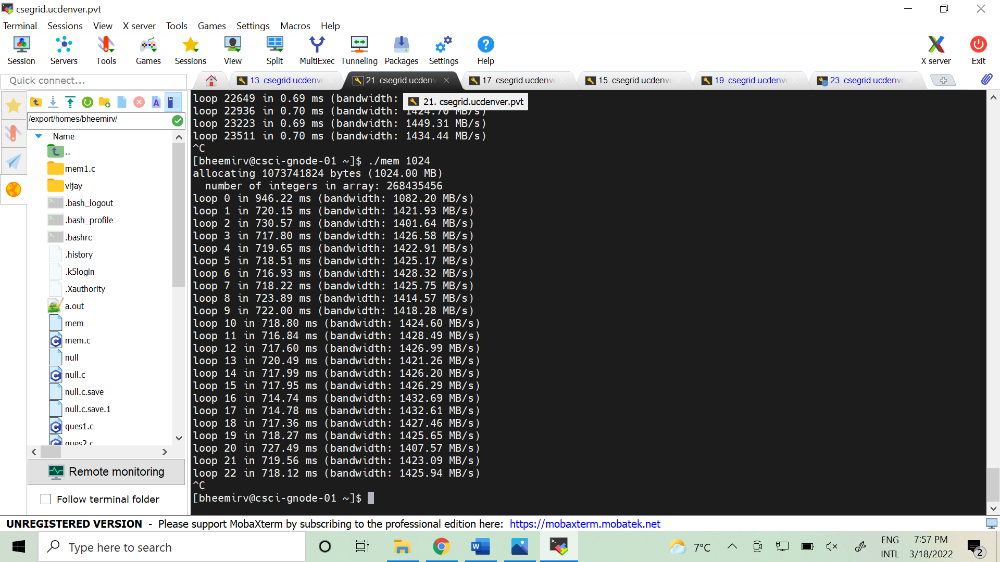 csegrid.ucdenver.pvt
Terminal Sessions View X server Tools Games Settings Macros Help
Session Servers Tools Games Sessions View Split MultiExec Tunneling Packages Settings Help X server Exit
Quick connect...
13. csegrid.ucdenve 21. csegrid.ucden 17. csegrid.ucdenve 15. csegrid.ucdenve 19. csegrid.ucdenve 23. csegrid.ucdenve
21. csegrid.ucdenver.pvt
/export/homes/bheemirv/
Name
..
mem1.c
vijay
.bash_logout
.bash_profile
.bashrc
.history
.k5login
.Xauthority
a.out
mem
mem.c
null
null.c
null.c.save
null.c.save.1
ques1.c
ques2.c
Remote monitoring
Follow terminal folder
loop 22649 in 0.69 ms (bandwidth:
loop 22936 in 0.70 ms (bandwidth: 1424.70 MB/s)
loop 23223 in 0.69 ms (bandwidth: 1449.31 MB/s)
loop 23511 in 0.70 ms (bandwidth: 1434.44 MB/s)
^C
[bheemirv@csci-gnode-01 ~]$ ./mem 1024
allocating 1073741824 bytes (1024.00 MB)
number of integers in array: 268435456
loop 0 in 946.22 ms (bandwidth: 1082.20 MB/s)
loop 1 in 720.15 ms (bandwidth: 1421.93 MB/s)
loop 2 in 730.57 ms (bandwidth: 1401.64 MB/s)
loop 3 in 717.80 ms (bandwidth: 1426.58 MB/s)
loop 4 in 719.65 ms (bandwidth: 1422.91 MB/s)
loop 5 in 718.51 ms (bandwidth: 1425.17 MB/s)
loop 6 in 716.93 ms (bandwidth: 1428.32 MB/s)
loop 7 in 718.22 ms (bandwidth: 1425.75 MB/s)
loop 8 in 723.89 ms (bandwidth: 1414.57 MB/s)
loop 9 in 722.00 ms (bandwidth: 1418.28 MB/s)
loop 10 in 718.80 ms (bandwidth: 1424.60 MB/s)
loop 11 in 716.84 ms (bandwidth: 1428.49 MB/s)
loop 12 in 717.60 ms (bandwidth: 1426.99 MB/s)
loop 13 in 720.49 ms (bandwidth: 1421.26 MB/s)
loop 14 in 717.99 ms (bandwidth: 1426.20 MB/s)
loop 15 in 717.95 ms (bandwidth: 1426.29 MB/s)
loop 16 in 714.74 ms (bandwidth: 1432.69 MB/s)
loop 17 in 714.78 ms (bandwidth: 1432.61 MB/s)
loop 18 in 717.36 ms (bandwidth: 1427.46 MB/s)
loop 19 in 718.27 ms (bandwidth: 1425.65 MB/s)
loop 20 in 727.49 ms (bandwidth: 1407.57 MB/s)
loop 21 in 719.56 ms (bandwidth: 1423.09 MB/s)
loop 22 in 718.12 ms (bandwidth: 1425.94 MB/s)
^C
[bheemirv@csci-gnode-01 ~]$
UNREGISTERED VERSION - Please support MobaXterm by subscribing to the professional edition here: https://mobaxterm.mobatek.net
Type here to search
7°C
ENG
INTL
7:57 PM
3/18/2022
2